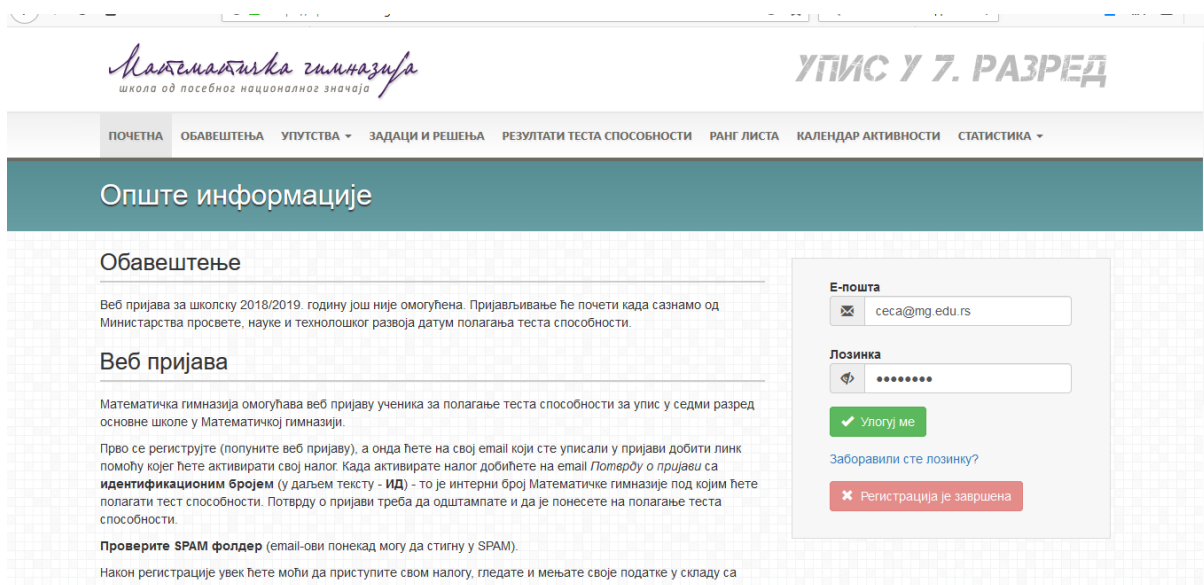 Математичка гимназија
школа од посебног националног значаја
УПИС У 7. РАЗРЕД
ПОЧЕТНА ОБАВЕШТЕЊА УПУТСТВА ЗАДАЦИ И РЕШЕЊА РЕЗУЛТАТИ ТЕСТА СПОСОБНОСТИ РАНГ ЛИСТА КАЛЕНДАР АКТИВНОСТИ СТАТИСТИКА
Опште информације
Обавештење
Веб пријава за школску 2018/2019. годину још није омогућена. Пријављивање ће почети када сазнамо од
Министарства просвете, науке и технолошког развоја датум полагања теста способности.
Веб пријава
Математичка гимназија омогућава веб пријаву ученика за полагање теста способности за упис у седми разред
основне школе у Математичкој гимназији.
Прво се региструјте (попуните веб пријаву), а онда ћете на свој email који сте уписали у пријави добити линк
помоћу којег ћете активирати свој налог. Када активирате налог добићете на email Потврду о пријави са
идентификационим бројем (у даљем тексту - ИД) - то је интерни број Математичке гимназије под којим ћете
полагати тест способности. Потврду о пријави треба да одштампате и да је понесете на полагање теста
способности.
Проверите SPAM фолдер (email-ови понекад могу да стигну у SPAM).
Након регистрације увек ћете моћи да приступите свом налогу, гледате и мењате своје податке у складу са
Е-пошта
ceca@mg.edu.rs
Лозинка
••••••••
Улогуј ме
Заборавили сте лозинку?
Регистрација је завршена